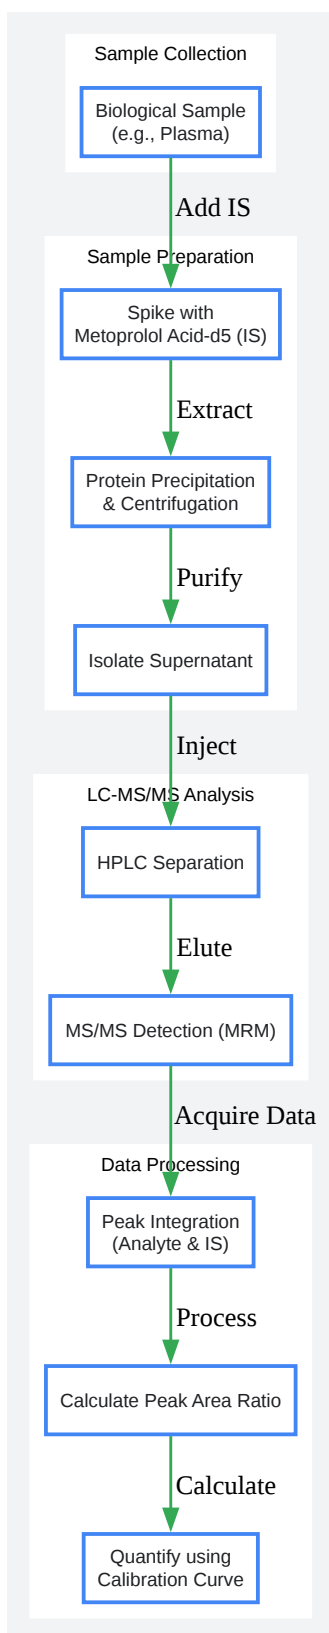 Sample Collection
Biological Sample
(e.g., Plasma)
Add IS
Sample Preparation
Spike with
Metoprolol Acid-d5 (IS)
Extract
Protein Precipitation
& Centrifugation
Purify
Isolate Supernatant
Inject
LC-MS/MS Analysis
HPLC Separation
Elute
MS/MS Detection (MRM)
Acquire Data
Data Processing
Peak Integration
(Analyte & IS)
Process
Calculate Peak Area Ratio
Calculate
Quantify using
Calibration Curve